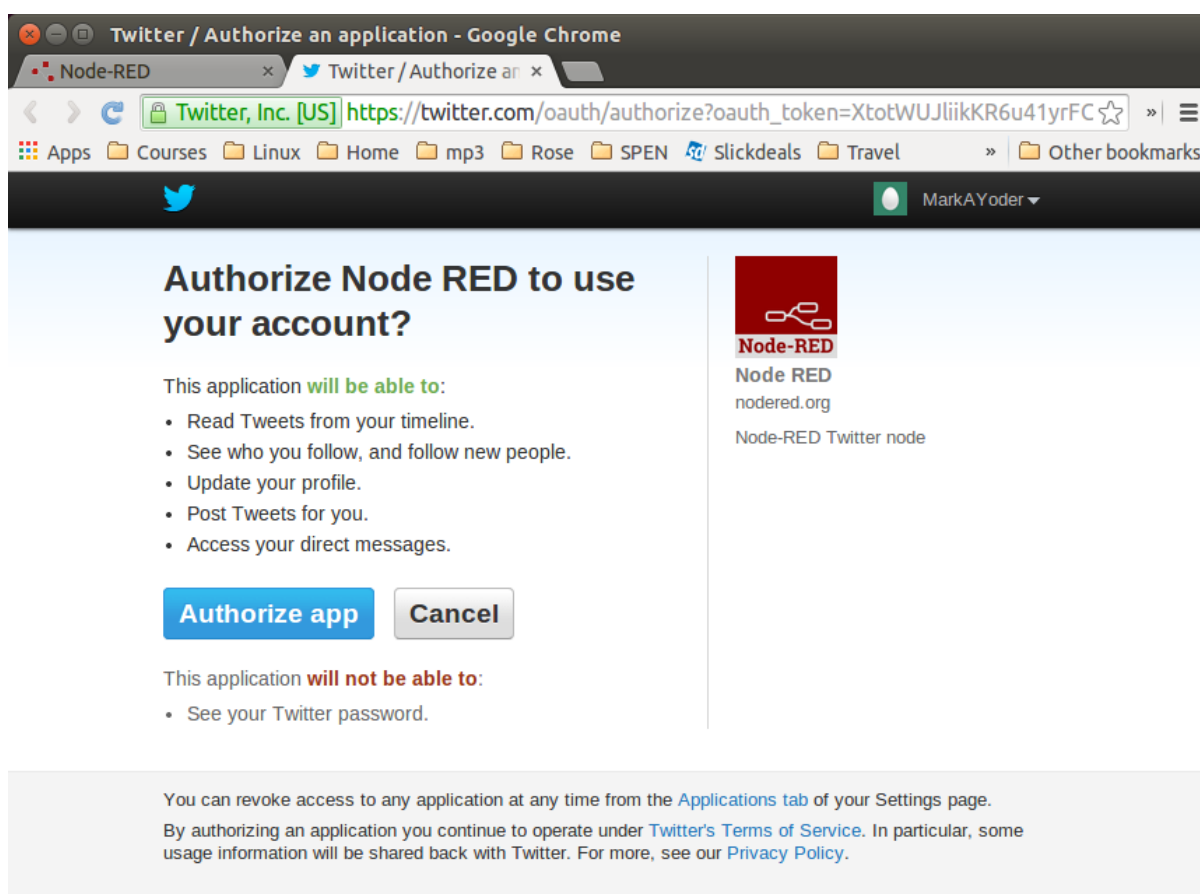 Twitter / Authorize an application - Google Chrome
Node-RED
Twitter / Authorize an
Twitter, Inc. [US] https://twitter.com/oauth/authorize?oauth_token=XtotWUJliikKR6u41yrFC
Apps Courses Linux Home mp3 Rose SPEN Slickdeals Travel » Other bookmarks
MarkAYoder
Authorize Node RED to use
your account?
This application will be able to:
• Read Tweets from your timeline.
• See who you follow, and follow new people.
• Update your profile.
• Post Tweets for you.
• Access your direct messages.
Authorize app
Cancel
This application will not be able to:
• See your Twitter password.
Node-RED
Node RED
nodered.org
Node-RED Twitter node
You can revoke access to any application at any time from the Applications tab of your Settings page.
By authorizing an application you continue to operate under Twitter's Terms of Service. In particular, some
usage information will be shared back with Twitter. For more, see our Privacy Policy.